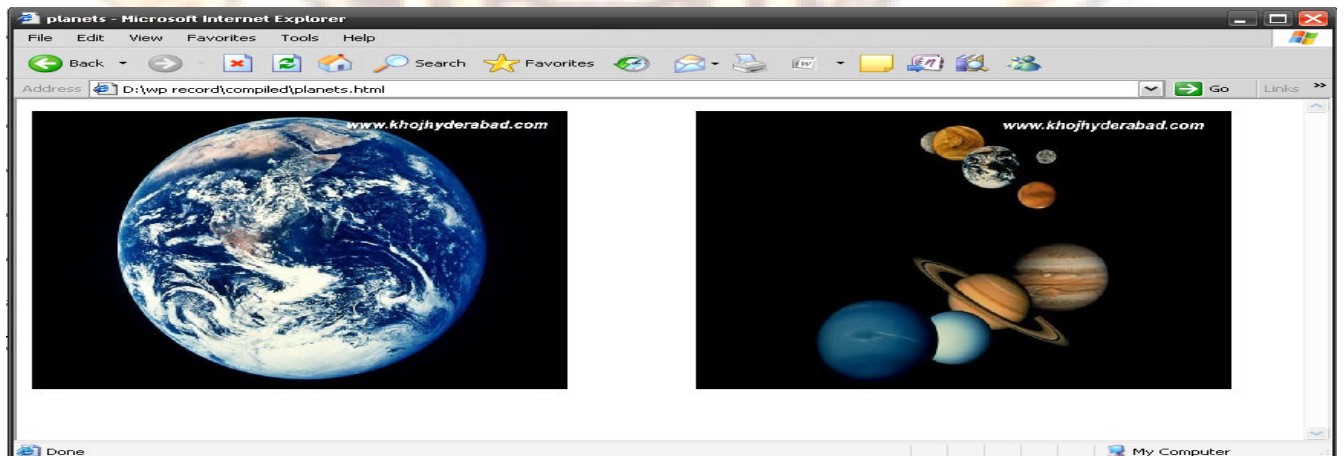 planets - Microsoft Internet Explorer
File Edit View Favorites Tools Help
Back Search Favorites
Address D:\wp record\compiled\planets.html Go Links »
www.khojhyderabad.com
www.khojhyderabad.com
Done My Computer